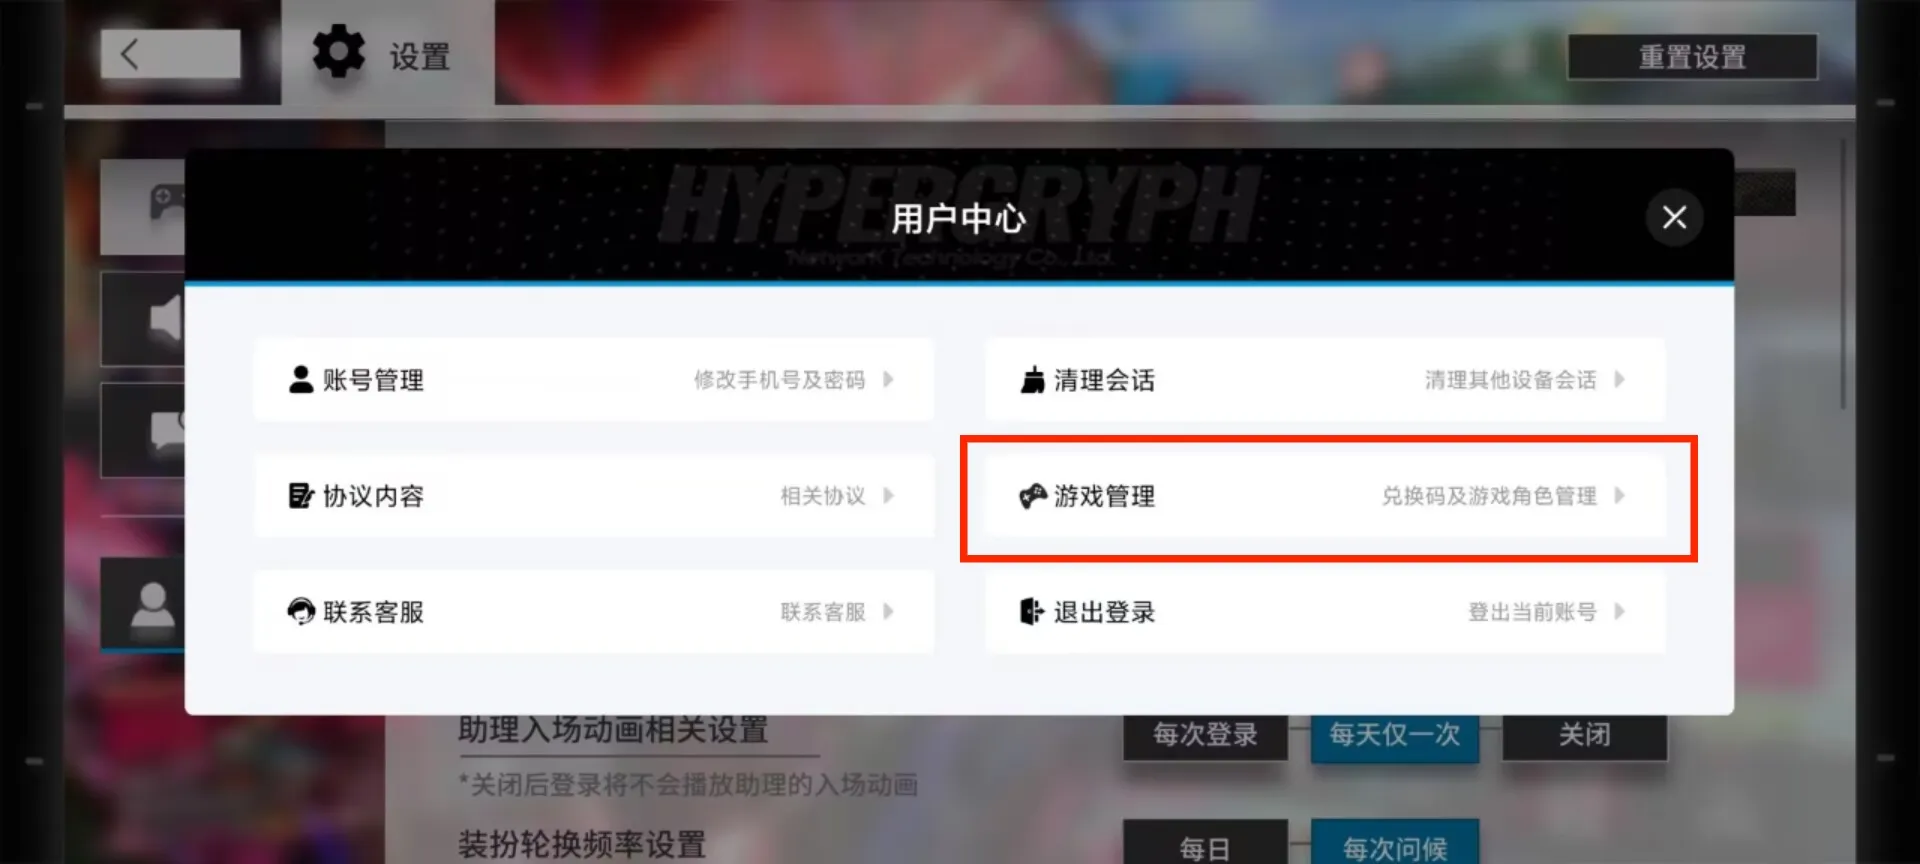 设置
重置设置
HYPERGRYPH
Network Technology Co., Ltd.
用户中心
账号管理 修改手机号及密码
清理会话 清理其他设备会话
协议内容 相关协议
游戏管理 兑换码及游戏角色管理
联系客服 联系客服
退出登录 登出当前账号
助理入场动画相关设置
每次登录 每天仅一次 关闭
*关闭后登录将不会播放助理的入场动画
装扮轮换频率设置
每日 每次问候